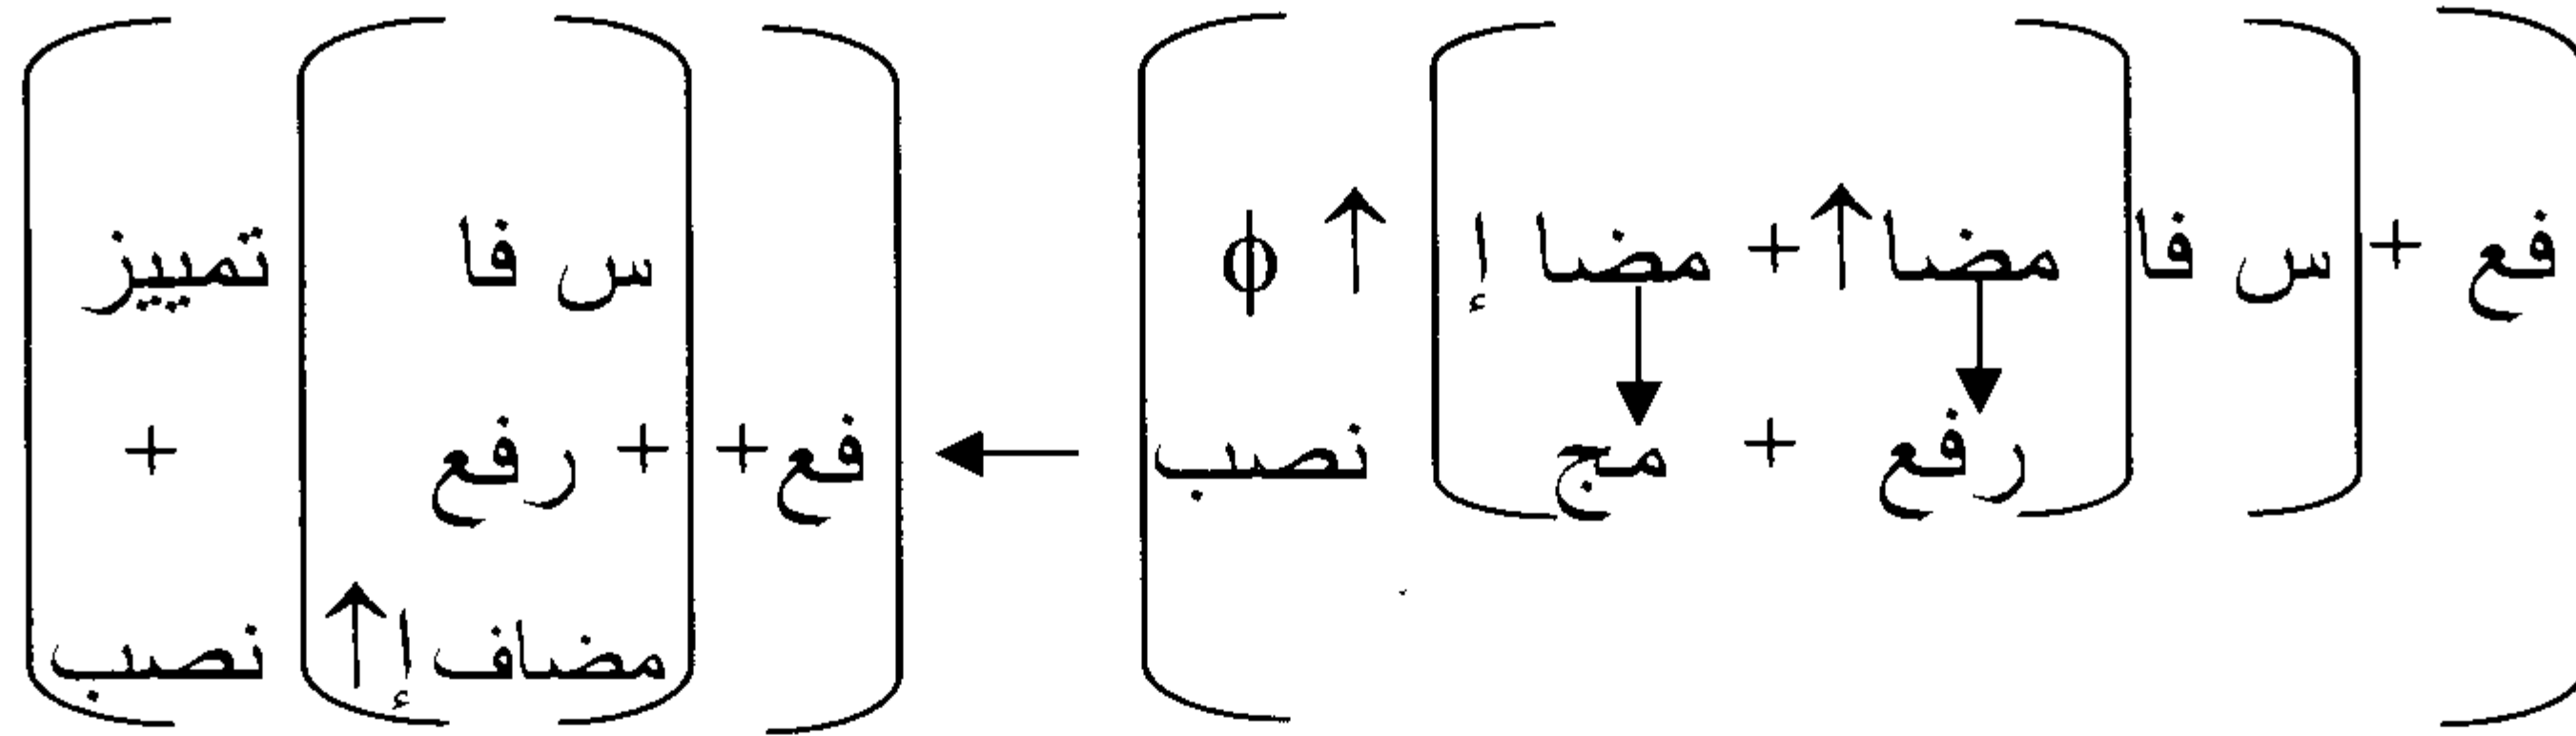 فع + س فا مضا ↑ + مضا إ ↑ ϕ س فا تمييز
رفع + مج نصب ← فع + + رفع +
مضاف إ ↑ نصب